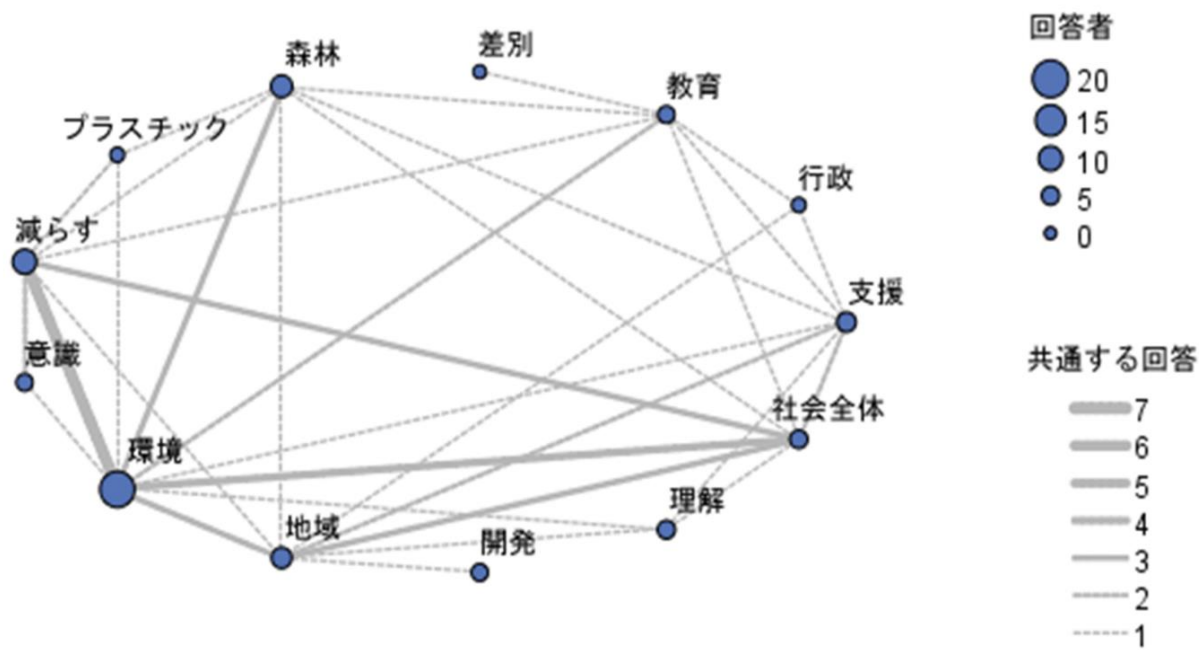 森林
差別
教育
プラスチック
行政
減らす
支援
意識
社会全体
環境
理解
地域
開発
回答者
20
15
10
5
0
共通する回答
7
6
5
4
3
2
1